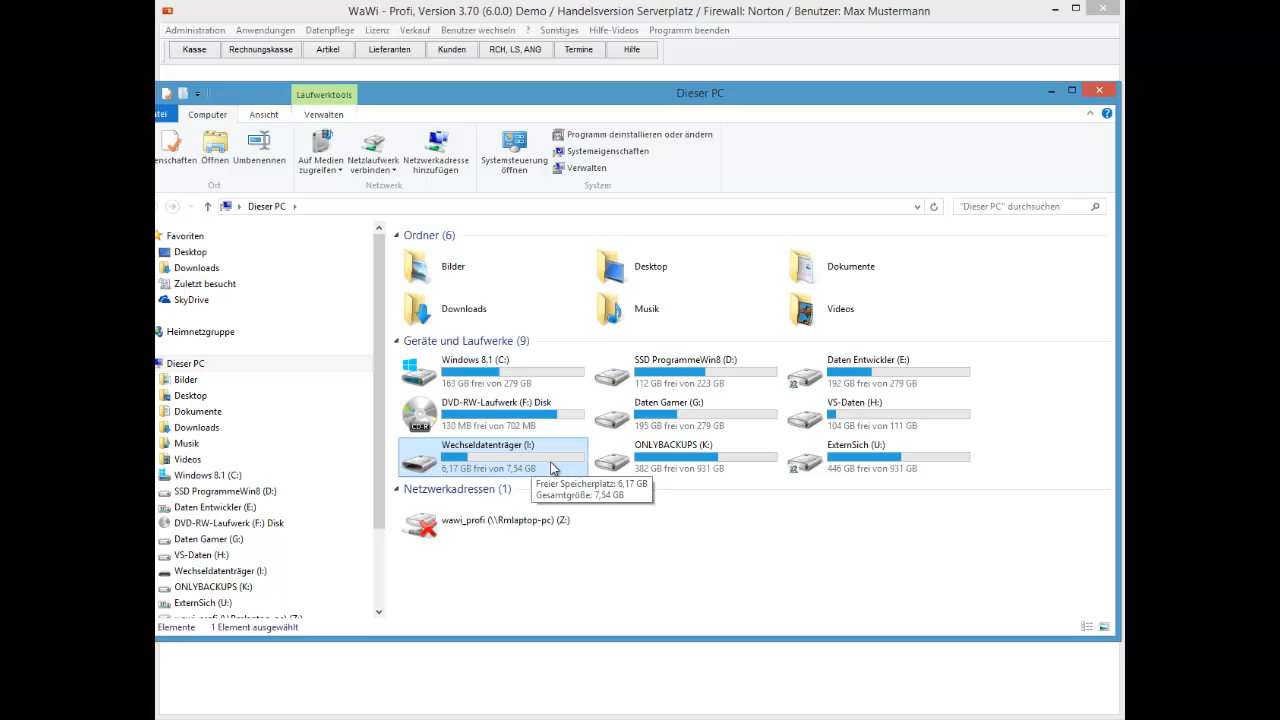 WaWi - Profi, Version 3.70 (6.0.0) Demo / Handelsversion Serverplatz / Firewall: Norton / Benutzer: Max Mustermann
Administration Anwendungen Datenpflege Lizenz Verkauf Benutzer wechseln ? Sonstiges Hilfe-Videos Programm beenden
Kasse Rechnungskasse Artikel Lieferanten Kunden RCH, LS, ANG Termine Hilfe
Laufwerktools Dieser PC
tei Computer Ansicht Verwalten
enschaften Öffnen Umbenennen
Auf Medien zugreifen
Netzlaufwerk verbinden
Netzwerkadresse hinzufügen
Systemsteuerung öffnen
Programm deinstallieren oder ändern
Systemeigenschaften
Verwalten
Ort Netzwerk System
Dieser PC
"Dieser PC" durchsuchen
Favoriten
Desktop
Downloads
Zuletzt besucht
SkyDrive
Heimnetzgruppe
Dieser PC
Bilder
Desktop
Dokumente
Downloads
Musik
Videos
Windows 8.1 (C:)
SSD ProgrammeWin8 (D:)
Daten Entwickler (E:)
DVD-RW-Laufwerk (F:) Disk
Daten Gamer (G:)
VS-Daten (H:)
Wechseldatenträger (I:)
ONLYBACKUPS (K:)
ExternSich (U:)
Ordner (6)
Bilder Desktop Dokumente
Downloads Musik Videos
Geräte und Laufwerke (9)
Windows 8.1 (C:) SSD ProgrammeWin8 (D:) Daten Entwickler (E:)
163 GB frei von 279 GB 112 GB frei von 223 GB 192 GB frei von 279 GB
DVD-RW-Laufwerk (F:) Disk Daten Gamer (G:) VS-Daten (H:)
CD-R 130 MB frei von 702 MB 195 GB frei von 279 GB 104 GB frei von 111 GB
Wechseldatenträger (I:) ONLYBACKUPS (K:) ExternSich (U:)
6,17 GB frei von 7,54 GB 382 GB frei von 931 GB 446 GB frei von 931 GB
Freier Speicherplatz: 6,17 GB
Gesamtgröße: 7,54 GB
Netzwerkadressen (1)
wawi_profi (\\Rmlaptop-pc) (Z:)
Elemente 1 Element ausgewählt